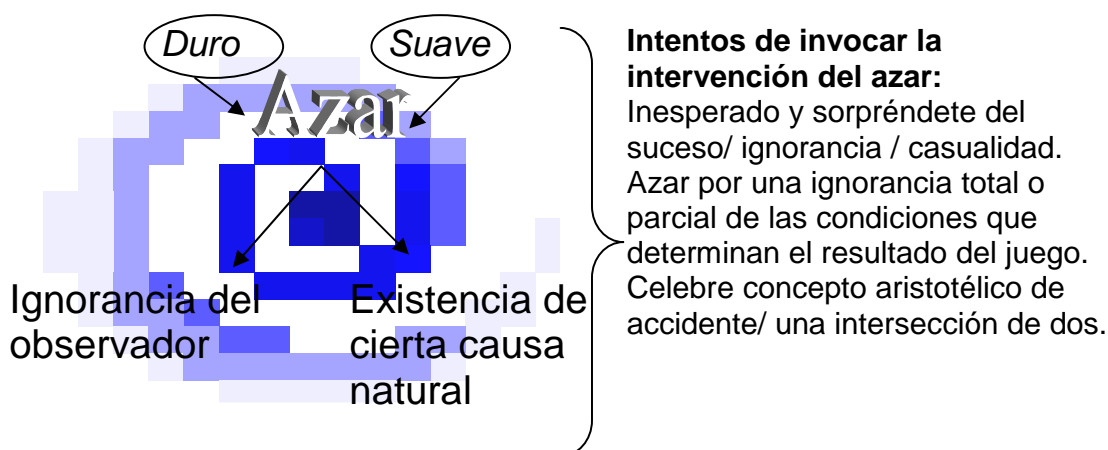 Duro
Suave
Azar
Ignorancia del
observador
Existencia de
cierta causa
natural
Intentos de invocar la
intervención del azar:
Inesperado y sorpréndete del
suceso/ ignorancia / casualidad.
Azar por una ignorancia total o
parcial de las condiciones que
determinan el resultado del juego.
Celebre concepto aristotélico de
accidente/ una intersección de dos.